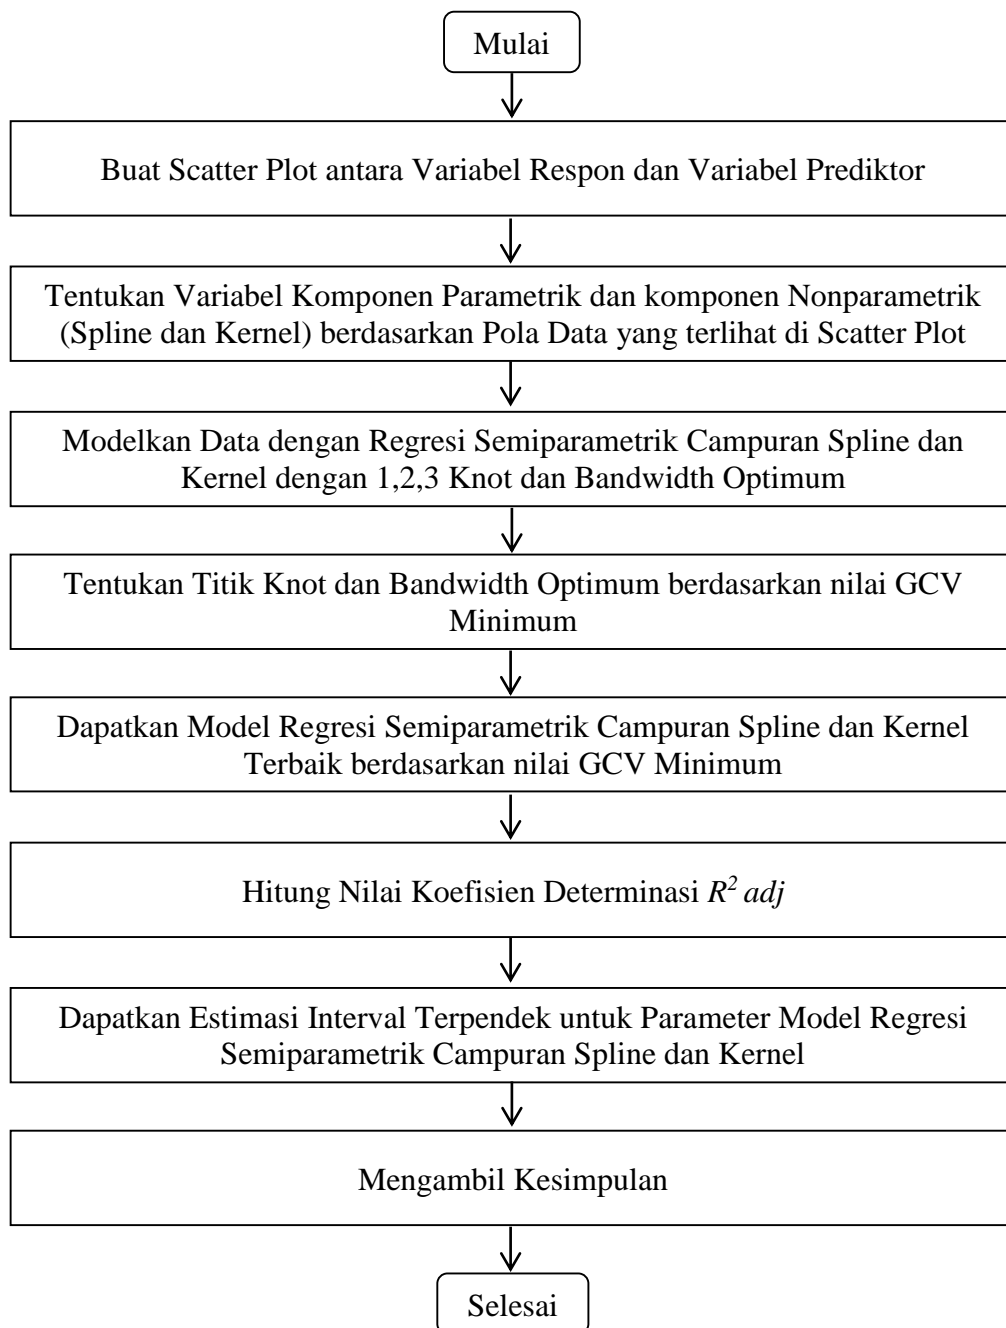 Mulai
Buat Scatter Plot antara Variabel Respon dan Variabel Prediktor
Tentukan Variabel Komponen Parametrik dan komponen Nonparametrik
(Spline dan Kernel) berdasarkan Pola Data yang terlihat di Scatter Plot
Modelkan Data dengan Regresi Semiparametrik Campuran Spline dan
Kernel dengan 1,2,3 Knot dan Bandwidth Optimum
Tentukan Titik Knot dan Bandwidth Optimum berdasarkan nilai GCV
Minimum
Dapatkan Model Regresi Semiparametrik Campuran Spline dan Kernel
Terbaik berdasarkan nilai GCV Minimum
Hitung Nilai Koefisien Determinasi R² adj
Dapatkan Estimasi Interval Terpendek untuk Parameter Model Regresi
Semiparametrik Campuran Spline dan Kernel
Mengambil Kesimpulan
Selesai